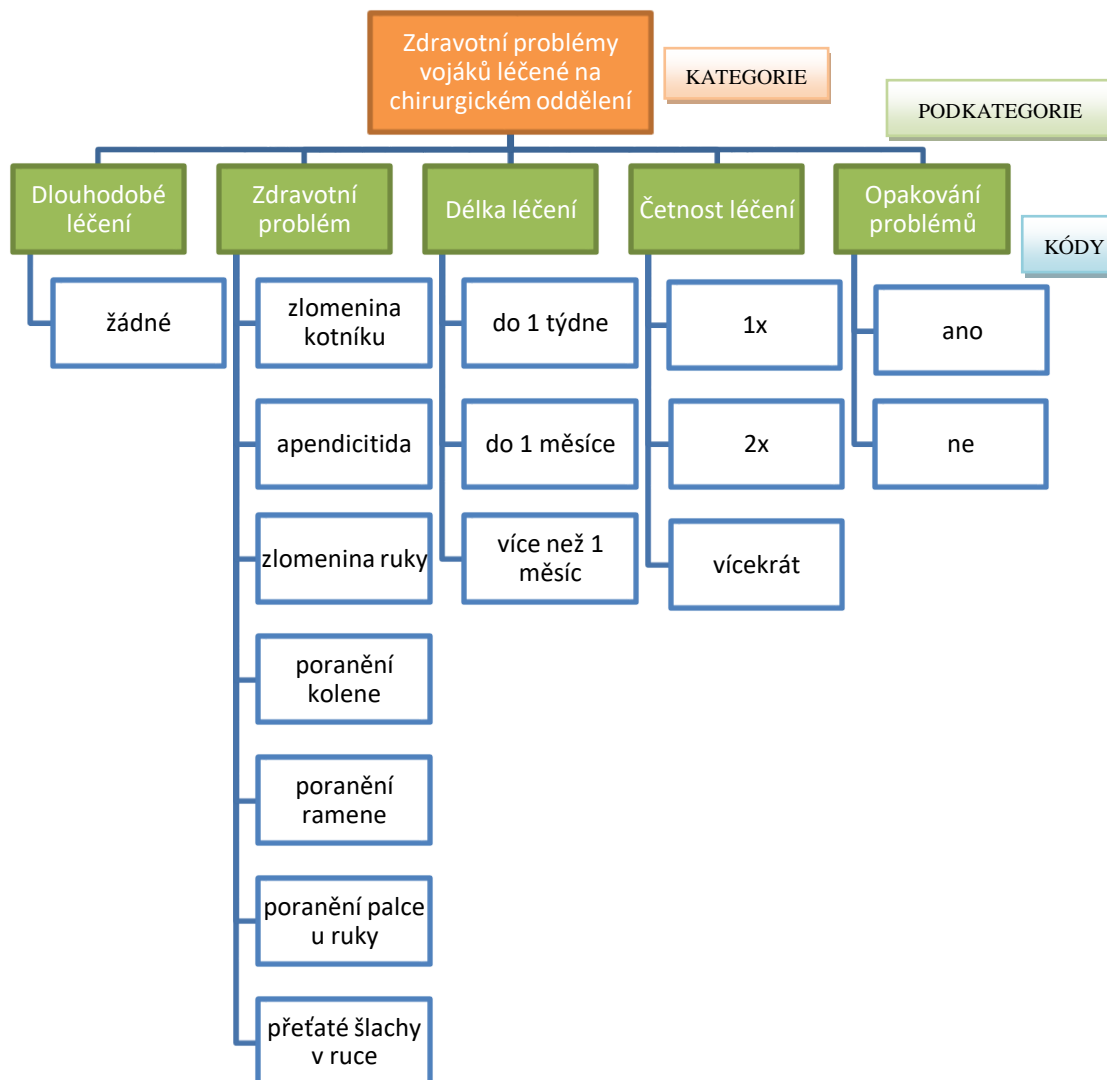 Zdravotní problémy
vojáků léčené na
chirurgickém oddělení
KATEGORIE
PODKATEGORIE
Dlouhodobé
léčení
Zdravotní
problém
Délka léčení
Četnost léčení
Opakování
problémů
KÓDY
žádné
zlomenina
kotníku
apendicitida
zlomenina ruky
poranění
kolene
poranění
ramene
poranění palce
u ruky
přeťaté šlachy
v ruce
do 1 týdne
do 1 měsíce
více než 1
měsíc
1x
2x
vícekrát
ano
ne